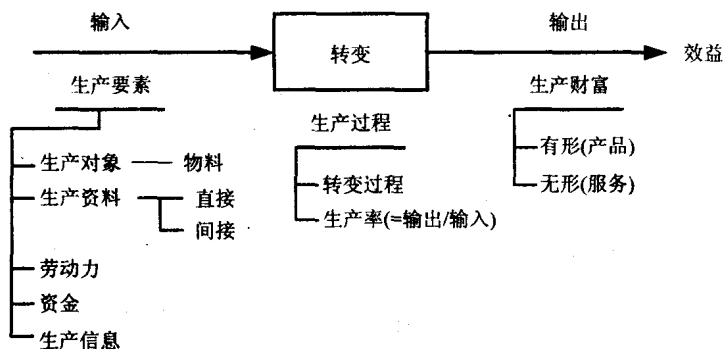 输入
转变
输出
效益
生产要素
生产对象 —— 物料
生产资料
直接
间接
劳动力
资金
生产信息
生产过程
转变过程
生产率(=输出/输入)
生产财富
有形(产品)
无形(服务)